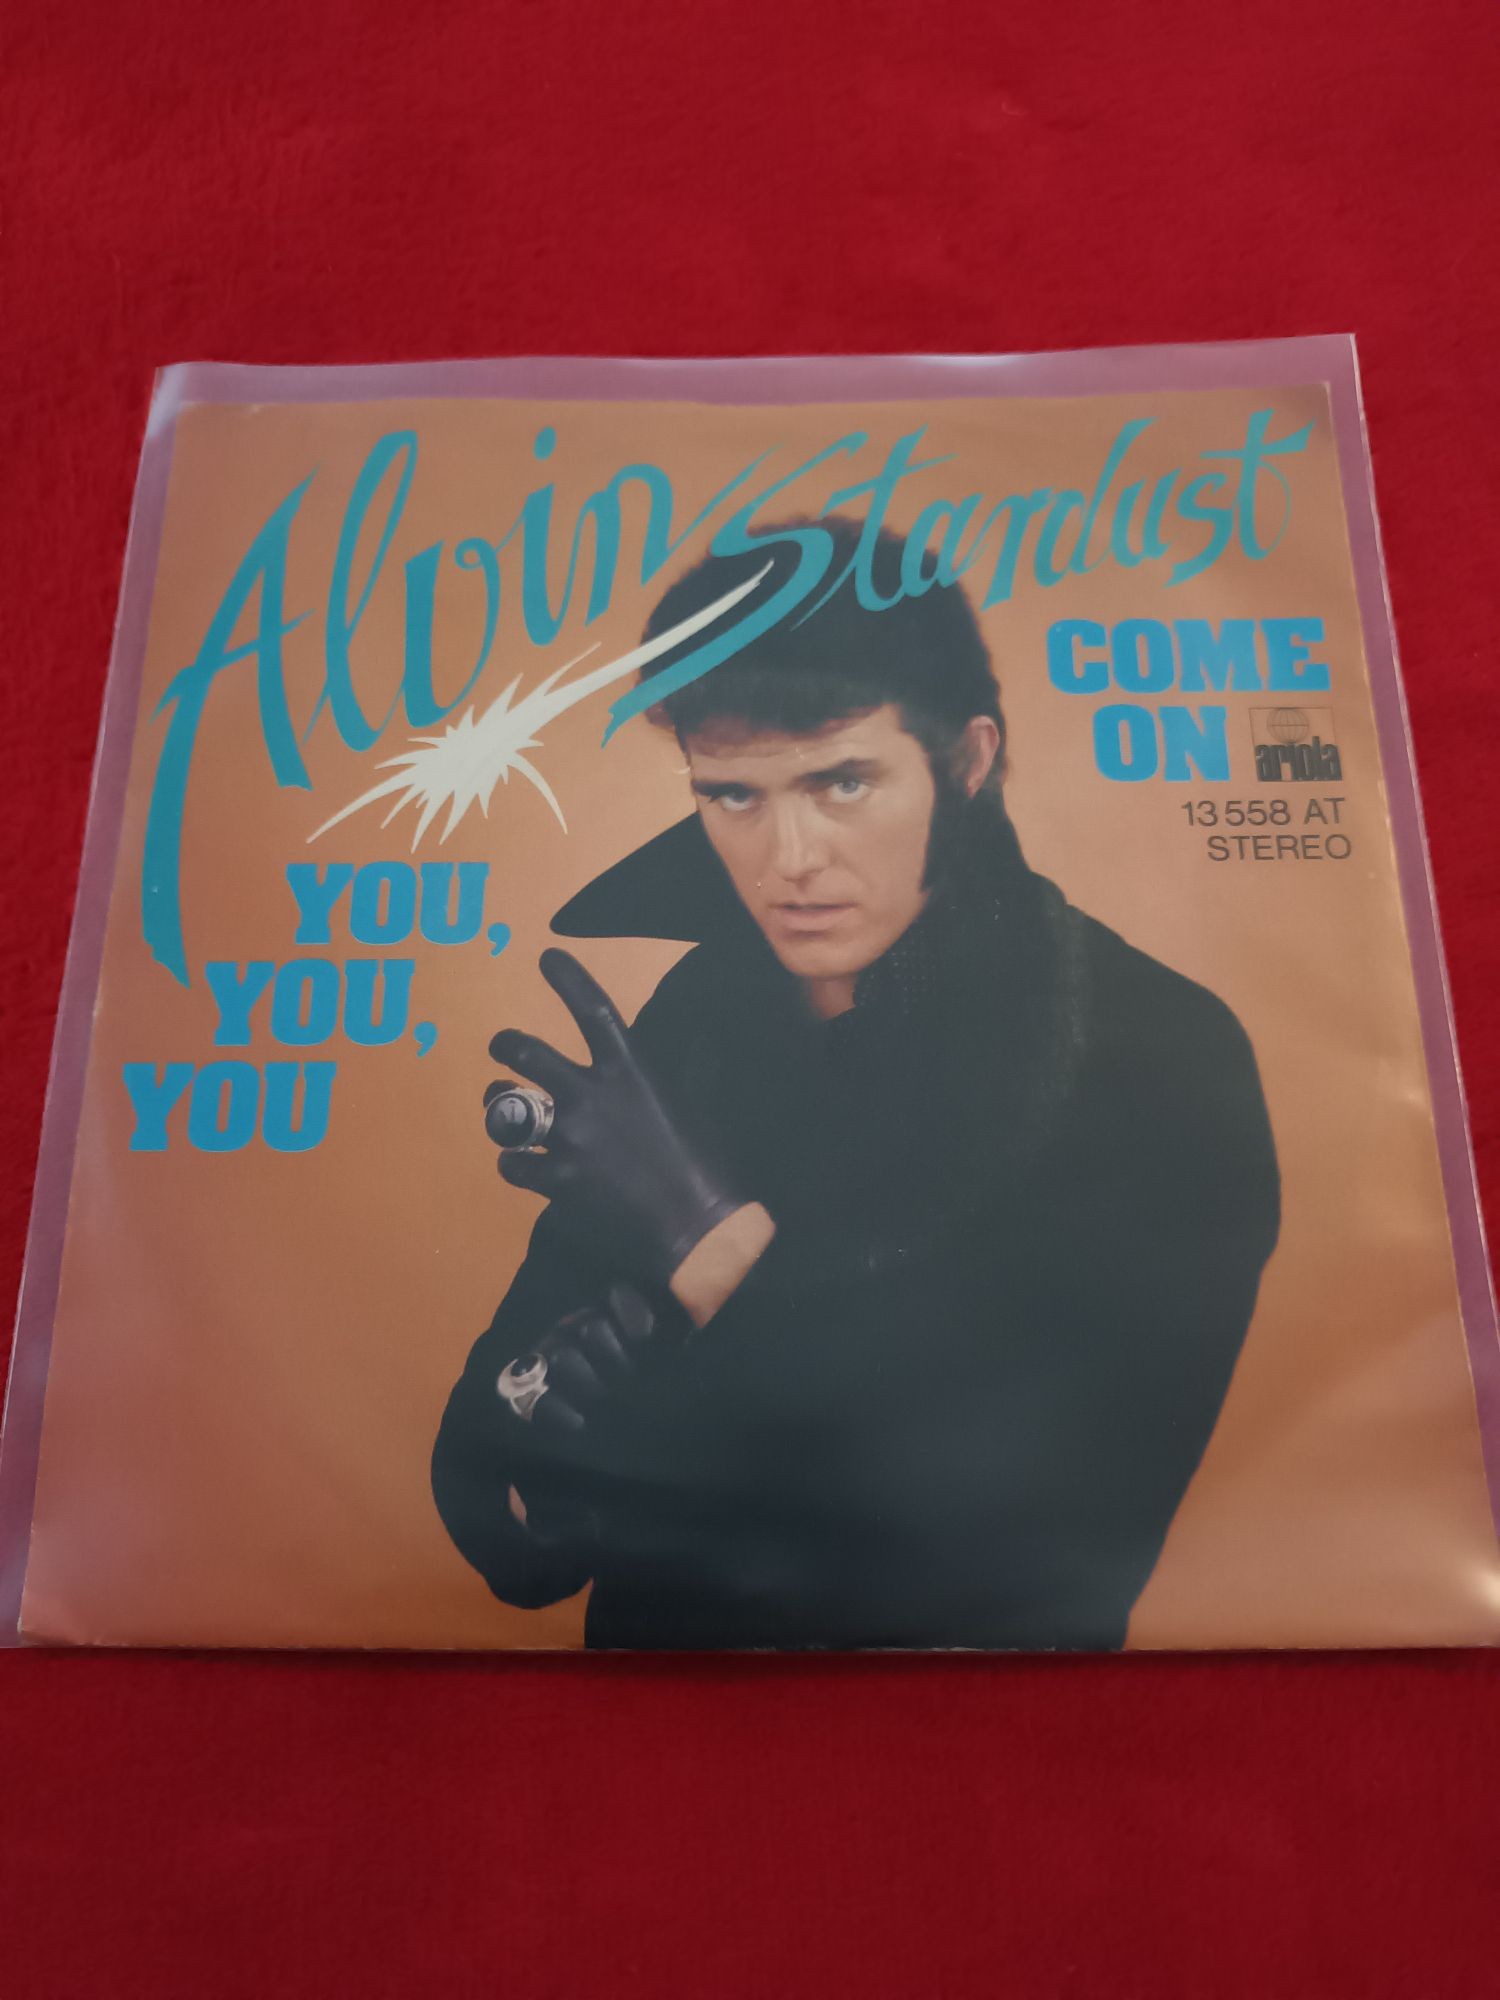 Alvin Stardust
COME
ON
ariola
13 558 AT
STEREO
YOU,
YOU,
YOU